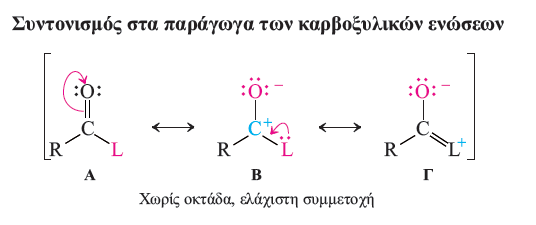 Συντονισμός στα παράγωγα των καρβοξυλικών ενώσεων
:O: :Ö:⁻ :Ö:⁻
C C⁺ C
R L R L̈ R L⁺
Α Β Γ
Χωρίς οκτάδα, ελάχιστη συμμετοχή